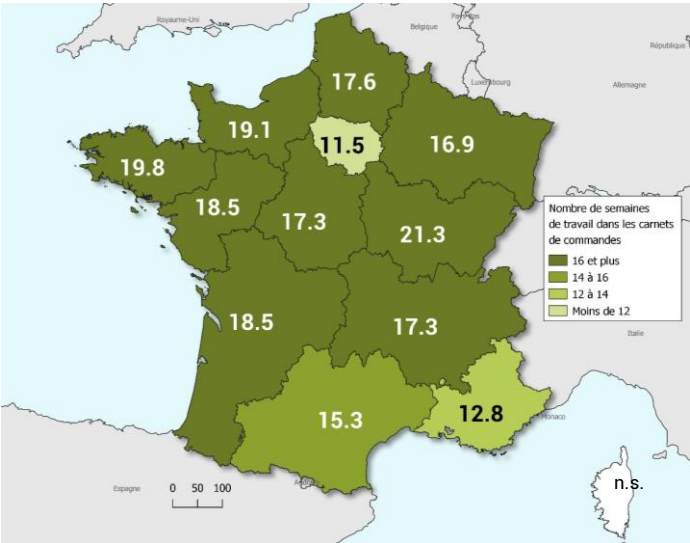 Royaume-Uni
Pays-Bas
Belgique
République
Luxembourg
Allemagne
17.6
19.1
11.5
16.9
19.8
18.5
17.3
21.3
Nombre de semaines
de travail dans les carnets
de commandes
16 et plus
14 à 16
12 à 14
Moins de 12
18.5
17.3
Italie
15.3
12.8
Monaco
n.s.
Espagne
0 50 100